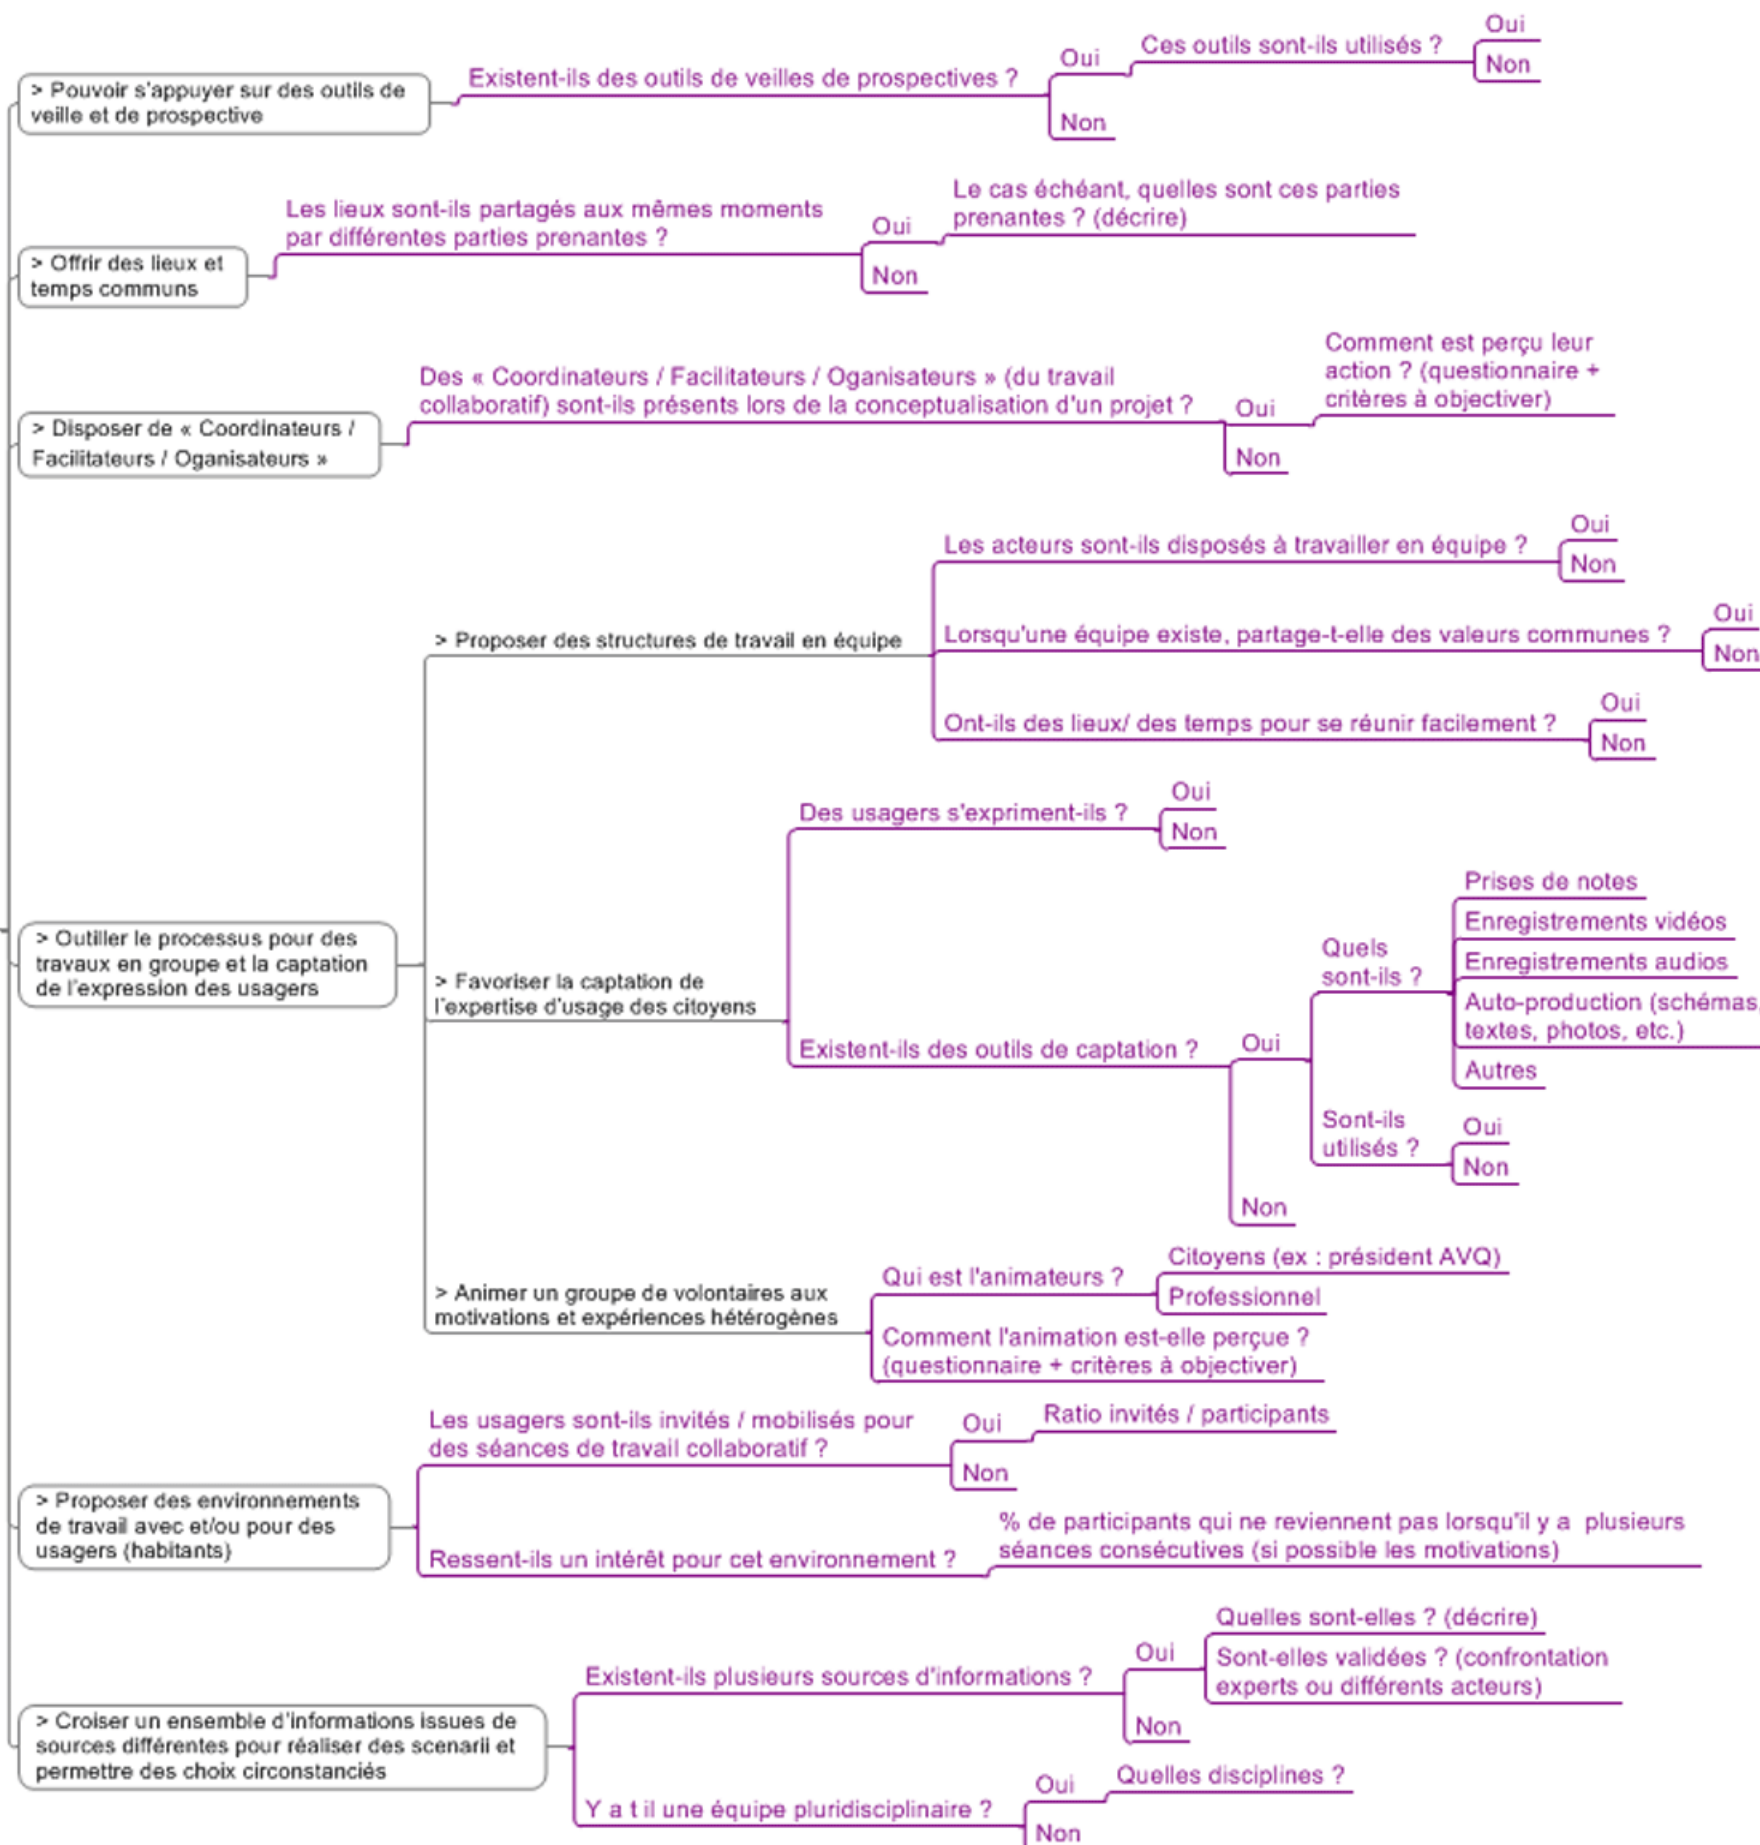 > Pouvoir s'appuyer sur des outils de
veille et de prospective
Existent-ils des outils de veilles de prospectives ?
Oui
Ces outils sont-ils utilisés ?
Oui
Non
Non
> Offrir des lieux et
temps communs
Les lieux sont-ils partagés aux mêmes moments
par différentes parties prenantes ?
Oui
Le cas échéant, quelles sont ces parties
prenantes ? (décrire)
Non
> Disposer de « Coordinateurs /
Facilitateurs / Oganisateurs »
Des « Coordinateurs / Facilitateurs / Oganisateurs » (du travail
collaboratif) sont-ils présents lors de la conceptualisation d'un projet ?
Oui
Comment est perçu leur
action ? (questionnaire +
critères à objectiver)
Non
> Outiller le processus pour des
travaux en groupe et la captation
de l'expression des usagers
> Proposer des structures de travail en équipe
Les acteurs sont-ils disposés à travailler en équipe ?
Oui
Non
Lorsqu'une équipe existe, partage-t-elle des valeurs communes ?
Oui
Non
Ont-ils des lieux/ des temps pour se réunir facilement ?
Oui
Non
> Favoriser la captation de
l'expertise d'usage des citoyens
Des usagers s'expriment-ils ?
Oui
Non
Existent-ils des outils de captation ?
Oui
Quels
sont-ils ?
Prises de notes
Enregistrements vidéos
Enregistrements audios
Auto-production (schémas,
textes, photos, etc.)
Autres
Sont-ils
utilisés ?
Oui
Non
Non
> Animer un groupe de volontaires aux
motivations et expériences hétérogènes
Qui est l'animateurs ?
Citoyens (ex : président AVQ)
Professionnel
Comment l'animation est-elle perçue ?
(questionnaire + critères à objectiver)
> Proposer des environnements
de travail avec et/ou pour des
usagers (habitants)
Les usagers sont-ils invités / mobilisés pour
des séances de travail collaboratif ?
Oui
Ratio invités / participants
Non
Ressent-ils un intérêt pour cet environnement ?
% de participants qui ne reviennent pas lorsqu'il y a plusieurs
séances consécutives (si possible les motivations)
> Croiser un ensemble d'informations issues de
sources différentes pour réaliser des scenarii et
permettre des choix circonstanciés
Existent-ils plusieurs sources d'informations ?
Oui
Quelles sont-elles ? (décrire)
Sont-elles validées ? (confrontation
experts ou différents acteurs)
Non
Y a t il une équipe pluridisciplinaire ?
Oui
Quelles disciplines ?
Non